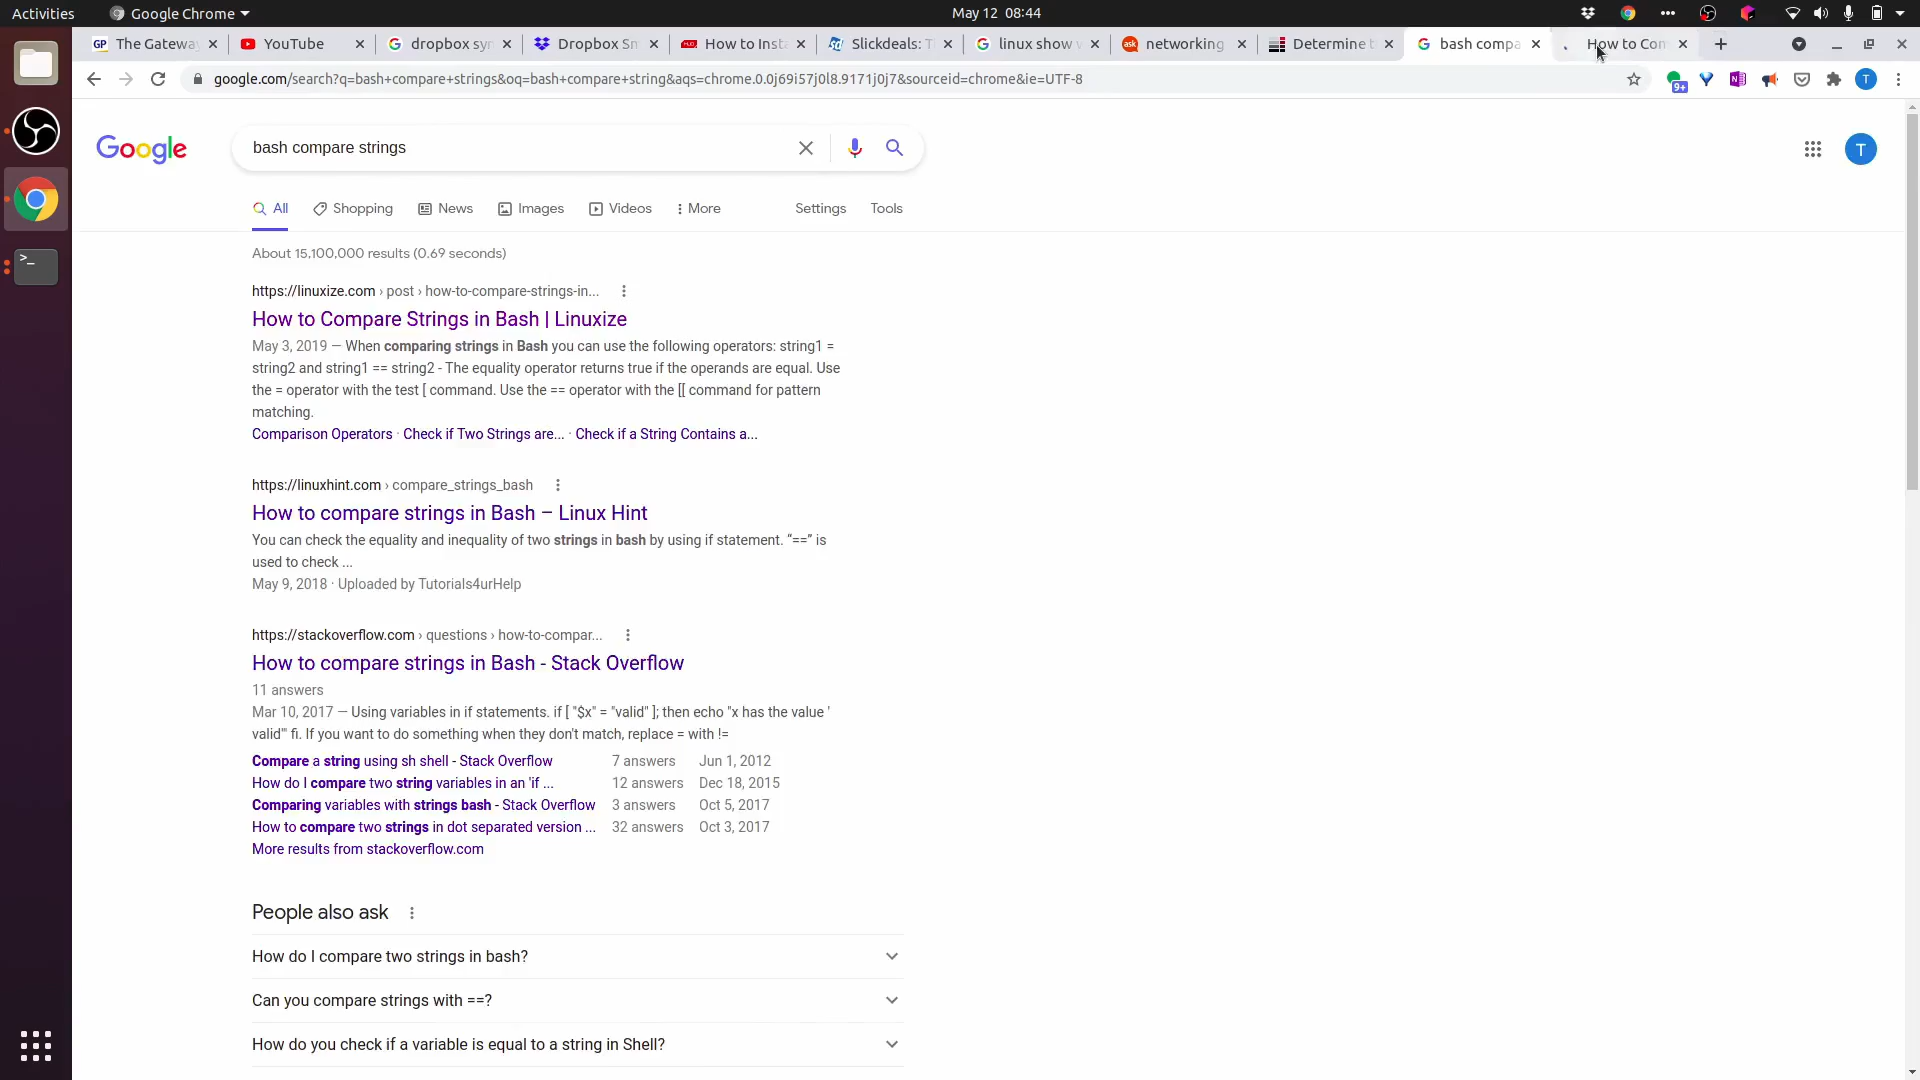 Activities
Google Chrome
May 12 08:44
The Gateway
YouTube
dropbox syn
Dropbox Sm
How to Insta
Slickdeals: T
linux show w
networking
Determine t
bash compa
How to Com
google.com/search?q=bash+compare+strings&oq=bash+compare+string&aqs=chrome.0.0j69i57j0l8.9171j0j7&sourceid=chrome&ie=UTF-8
9+
T
Google
bash compare strings
T
All
Shopping
News
Images
Videos
More
Settings
Tools
About 15,100,000 results (0.69 seconds)
https://linuxize.com › post › how-to-compare-strings-in...
How to Compare Strings in Bash | Linuxize
May 3, 2019 — When comparing strings in Bash you can use the following operators: string1 =
string2 and string1 == string2 - The equality operator returns true if the operands are equal. Use
the = operator with the test [ command. Use the == operator with the [[ command for pattern
matching.
Comparison Operators · Check if Two Strings are... · Check if a String Contains a...
https://linuxhint.com › compare_strings_bash
How to compare strings in Bash – Linux Hint
You can check the equality and inequality of two strings in bash by using if statement. “==” is
used to check ...
May 9, 2018 · Uploaded by Tutorials4urHelp
https://stackoverflow.com › questions › how-to-compar...
How to compare strings in Bash - Stack Overflow
11 answers
Mar 10, 2017 — Using variables in if statements. if [ "$x" = "valid" ]; then echo "x has the value '
valid'" fi. If you want to do something when they don't match, replace = with !=
Compare a string using sh shell - Stack Overflow 7 answers Jun 1, 2012
How do I compare two string variables in an 'if ... 12 answers Dec 18, 2015
Comparing variables with strings bash - Stack Overflow 3 answers Oct 5, 2017
How to compare two strings in dot separated version ... 32 answers Oct 3, 2017
More results from stackoverflow.com
People also ask
How do I compare two strings in bash?
Can you compare strings with ==?
How do you check if a variable is equal to a string in Shell?